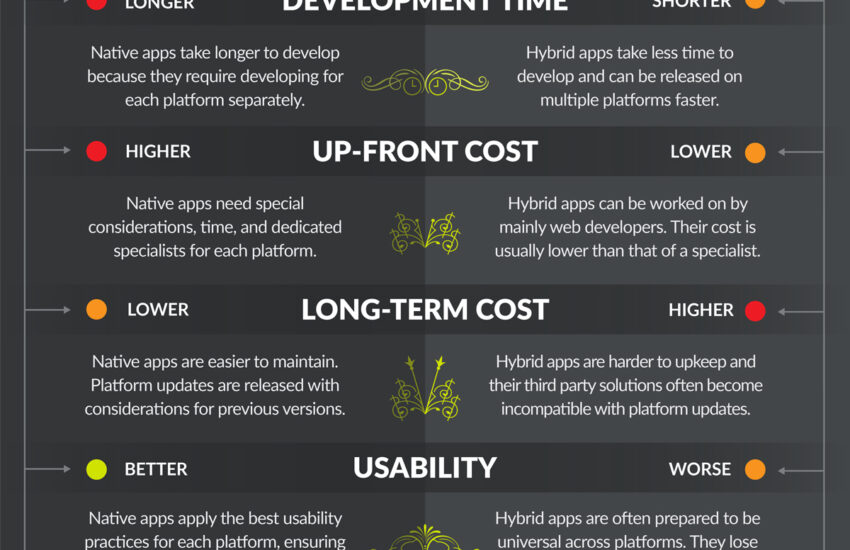 LONGER
DEVELOPMENT TIME
SHORTER
Native apps take longer to develop
because they require developing for
each platform separately.
Hybrid apps take less time to
develop and can be released on
multiple platforms faster.
HIGHER
UP-FRONT COST
LOWER
Native apps need special
considerations, time, and dedicated
specialists for each platform.
Hybrid apps can be worked on by
mainly web developers. Their cost is
usually lower than that of a specialist.
LOWER
LONG-TERM COST
HIGHER
Native apps are easier to maintain.
Platform updates are released with
considerations for previous versions.
Hybrid apps are harder to upkeep and
their third party solutions often become
incompatible with platform updates.
BETTER
USABILITY
WORSE
Native apps apply the best usability
practices for each platform, ensuring
Hybrid apps are often prepared to be
universal across platforms. They lose